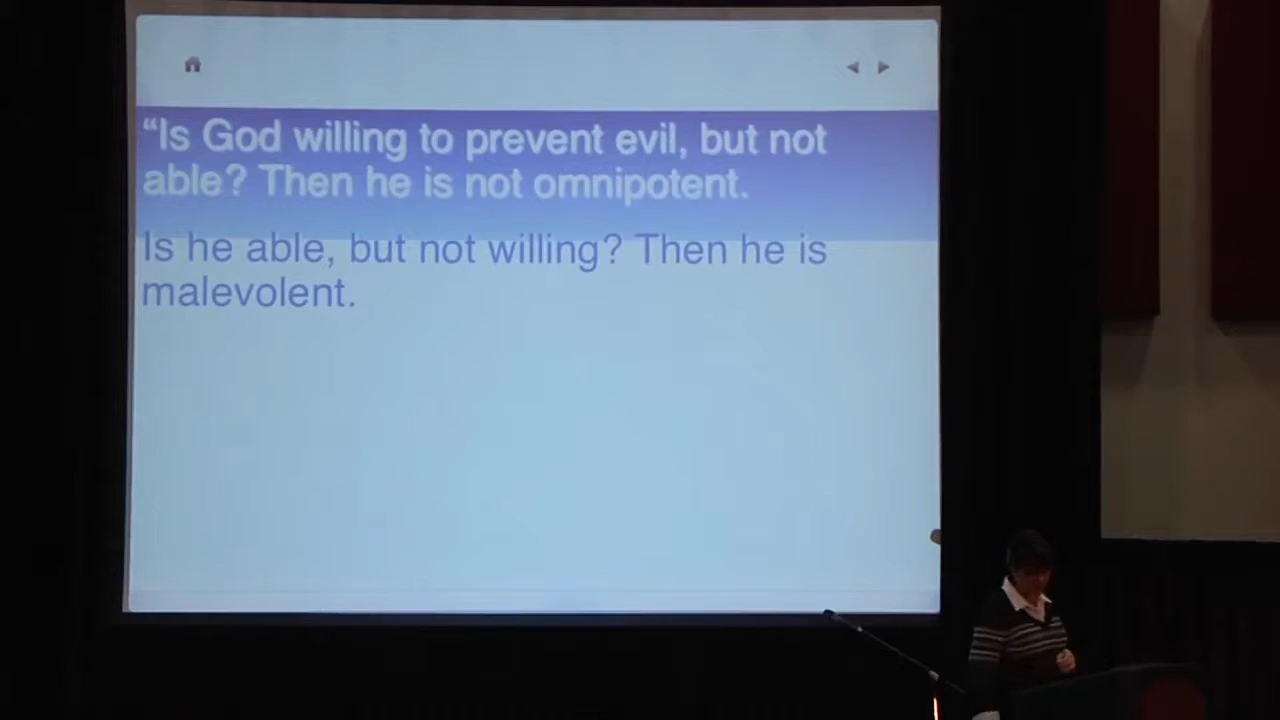 “Is God willing to prevent evil, but not
able? Then he is not omnipotent.
Is he able, but not willing? Then he is
malevolent.